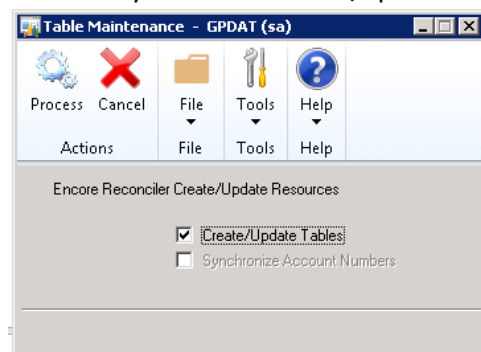 Table Maintenance - GPDAT (sa)
Process Cancel File Tools Help
Actions File Tools Help
Encore Reconciler Create/Update Resources
Create/Update Tables
Synchronize Account Numbers